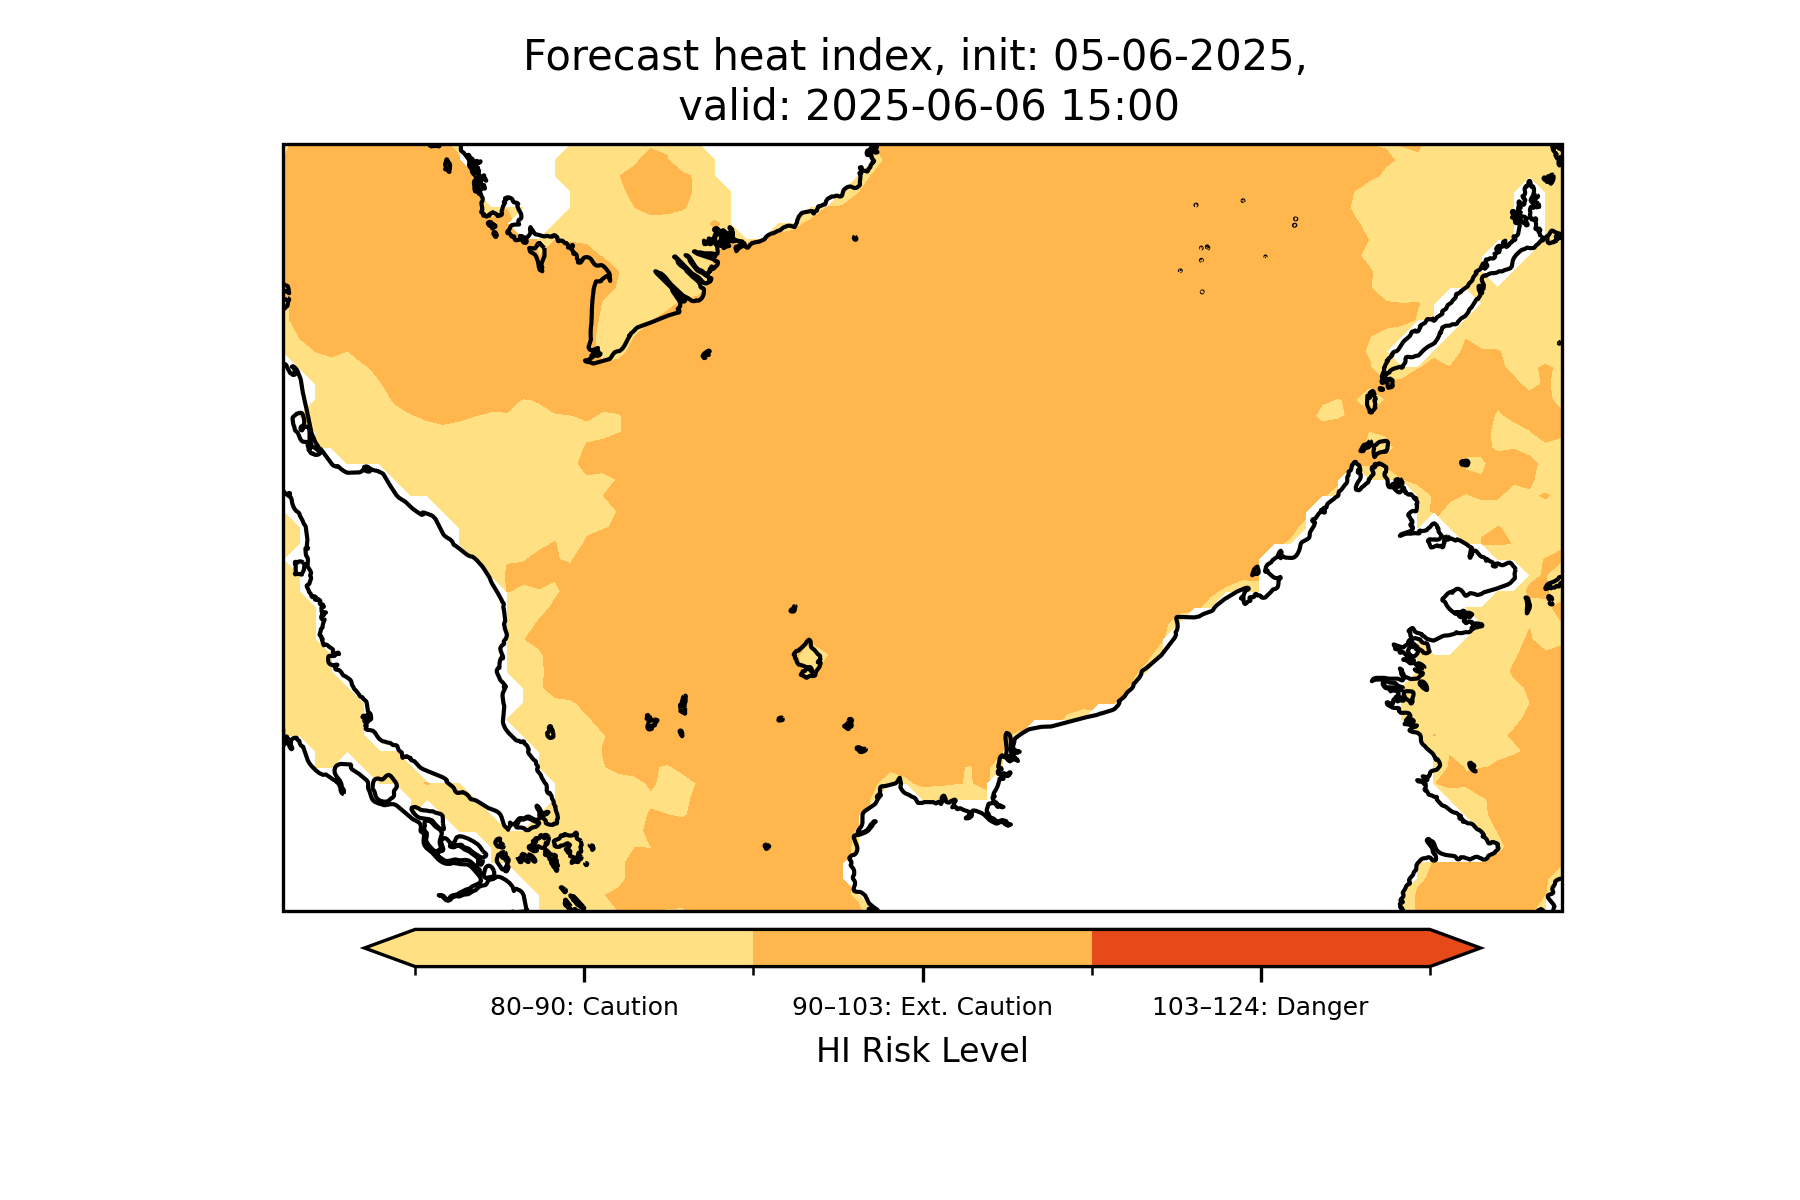 Forecast heat index, init: 05-06-2025,
valid: 2025-06-06 15:00
80–90: Caution
90–103: Ext. Caution
103–124: Danger
HI Risk Level